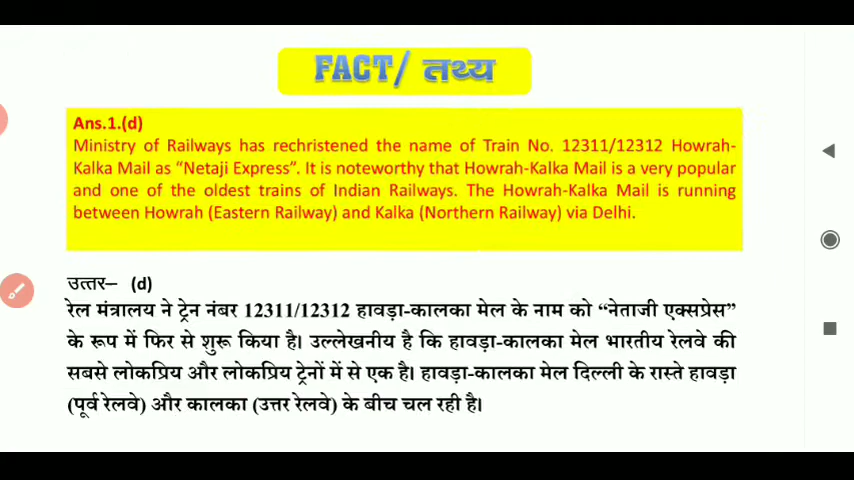 FACT/ तथ्य
Ans.1.(d)
Ministry of Railways has rechristened the name of Train No. 12311/12312 Howrah-
Kalka Mail as “Netaji Express”. It is noteworthy that Howrah-Kalka Mail is a very popular
and one of the oldest trains of Indian Railways. The Howrah-Kalka Mail is running
between Howrah (Eastern Railway) and Kalka (Northern Railway) via Delhi.
उत्तर– (d)
रेल मंत्रालय ने ट्रेन नंबर 12311/12312 हावड़ा-कालका मेल के नाम को “नेताजी एक्सप्रेस”
के रूप में फिर से शुरू किया है। उल्लेखनीय है कि हावड़ा-कालका मेल भारतीय रेलवे की
सबसे लोकप्रिय और लोकप्रिय ट्रेनों में से एक है। हावड़ा-कालका मेल दिल्ली के रास्ते हावड़ा
(पूर्व रेलवे) और कालका (उत्तर रेलवे) के बीच चल रही है।